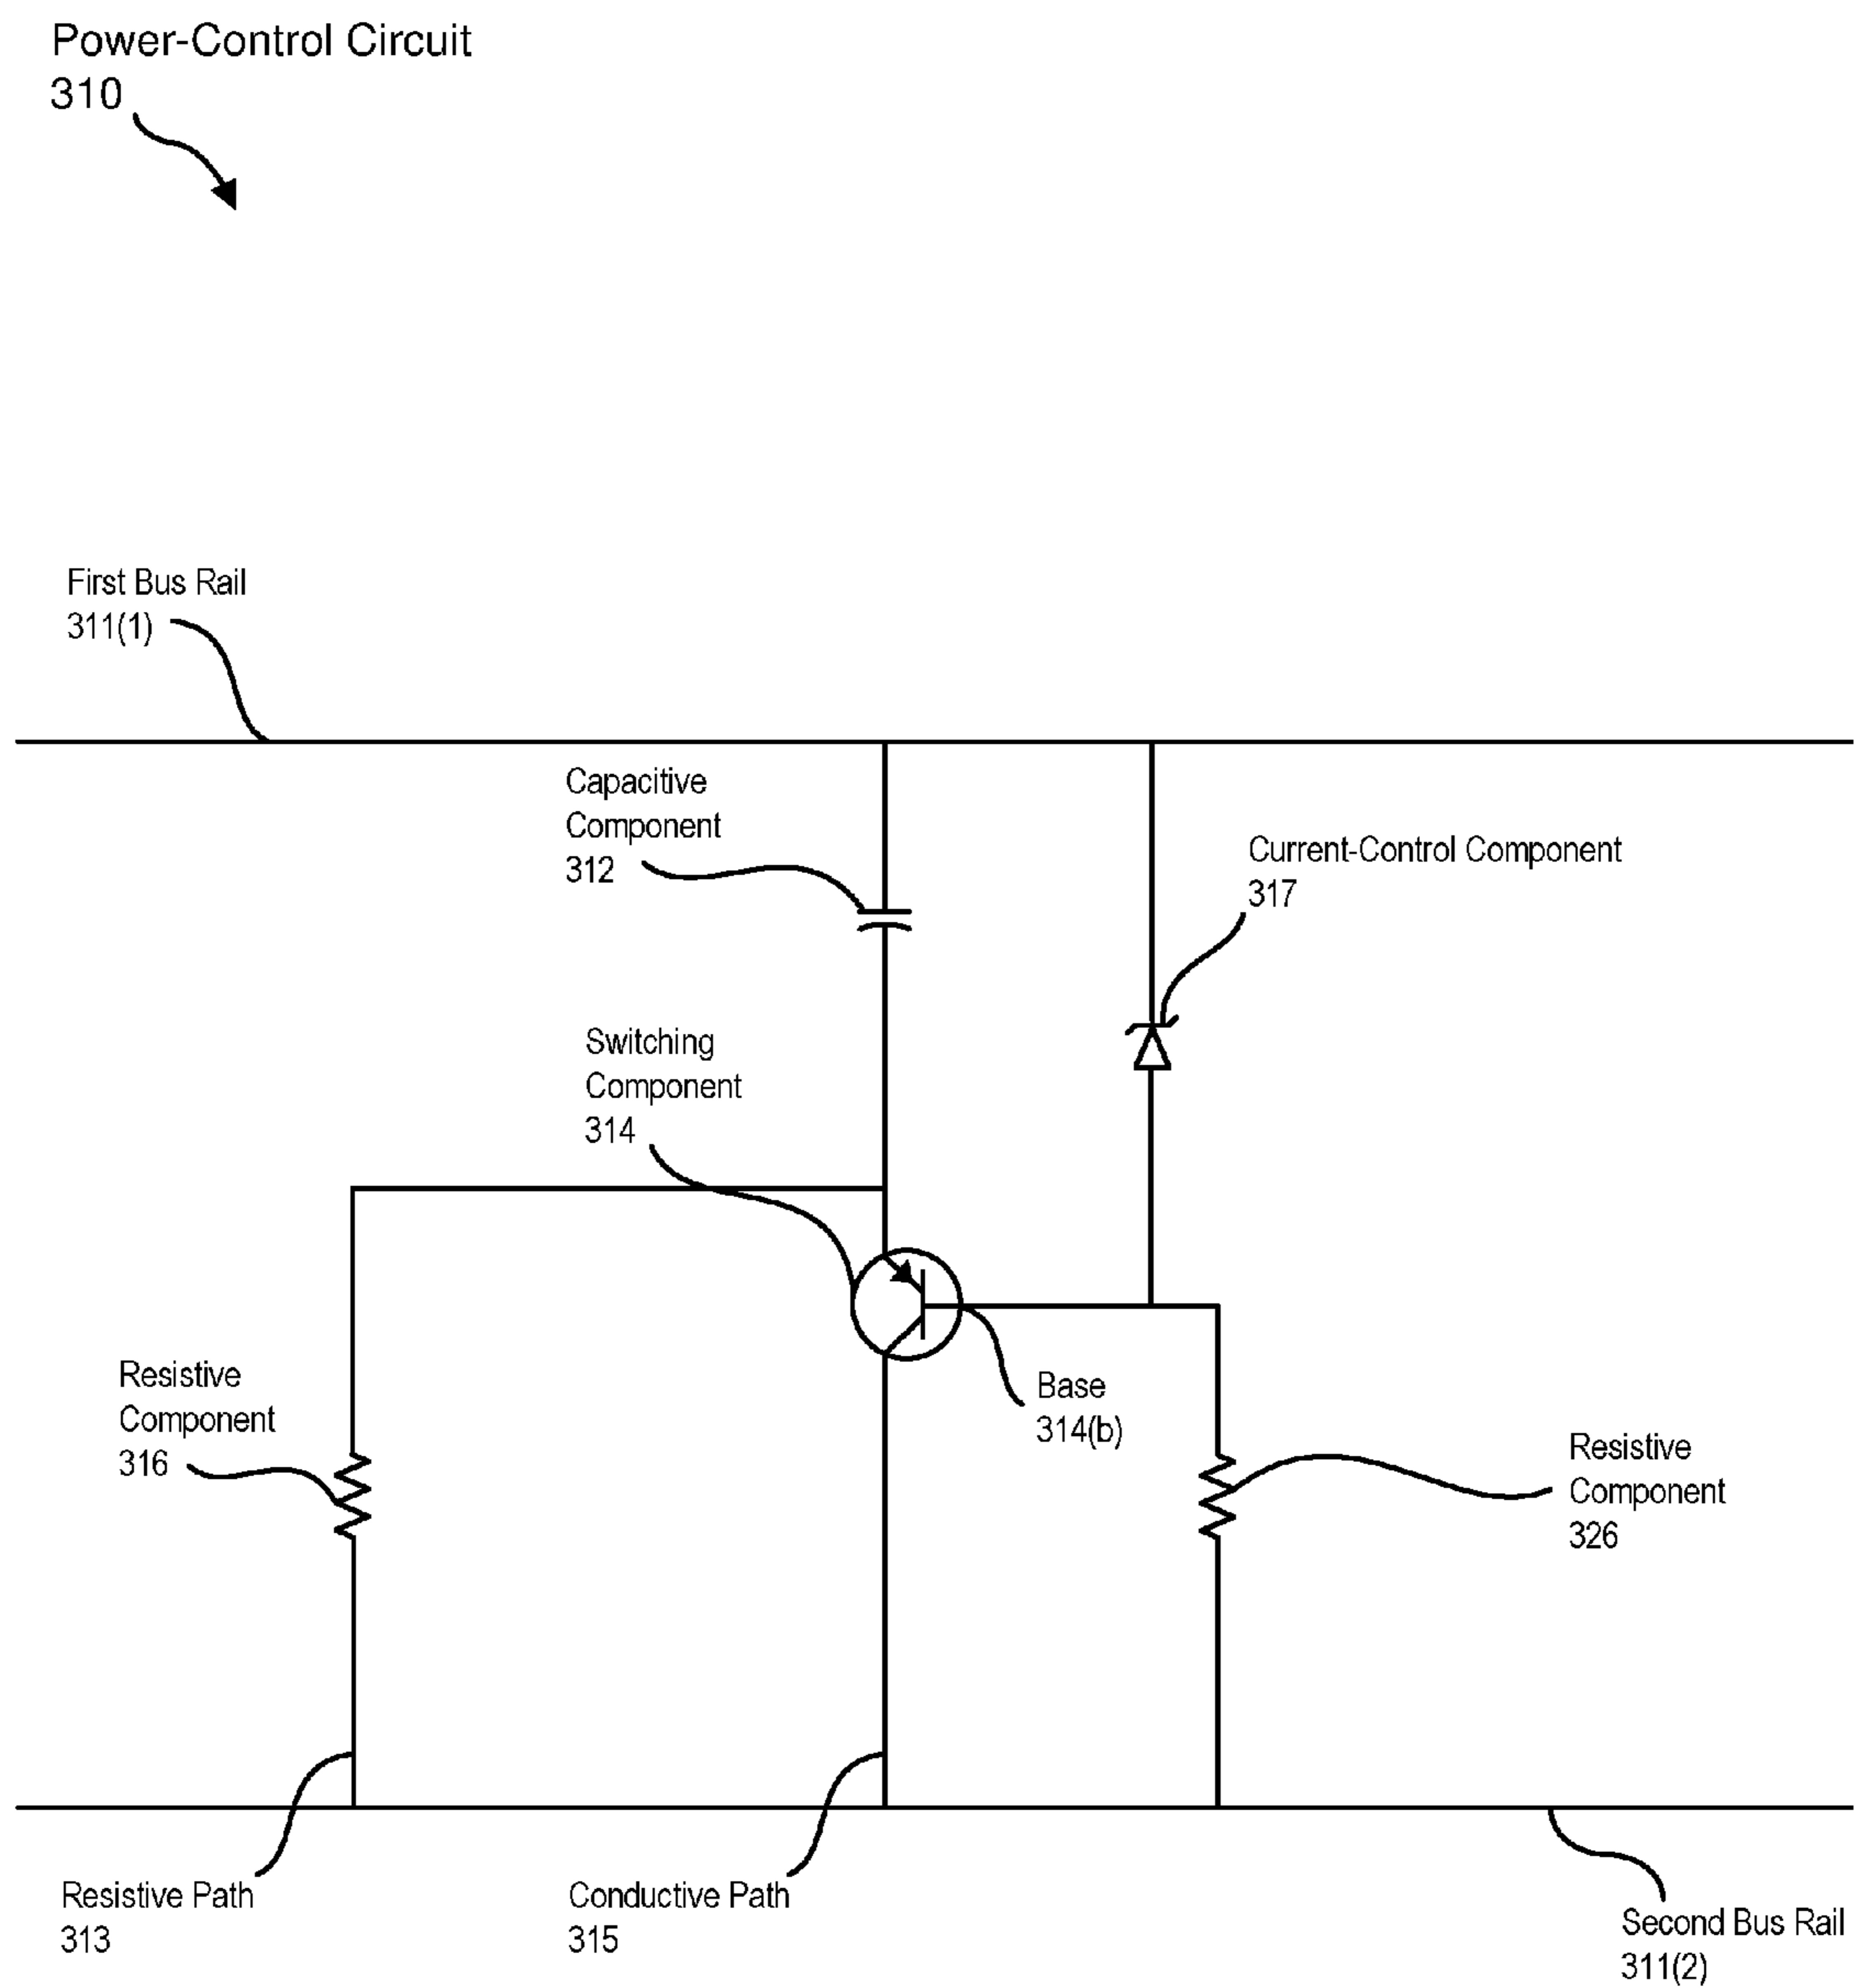 Power-Control Circuit
310
First Bus Rail
311(1)
Capacitive
Component
312
Current-Control Component
317
Switching
Component
314
Resistive
Component
316
Base
314(b)
Resistive
Component
326
Resistive Path
313
Conductive Path
315
Second Bus Rail
311(2)